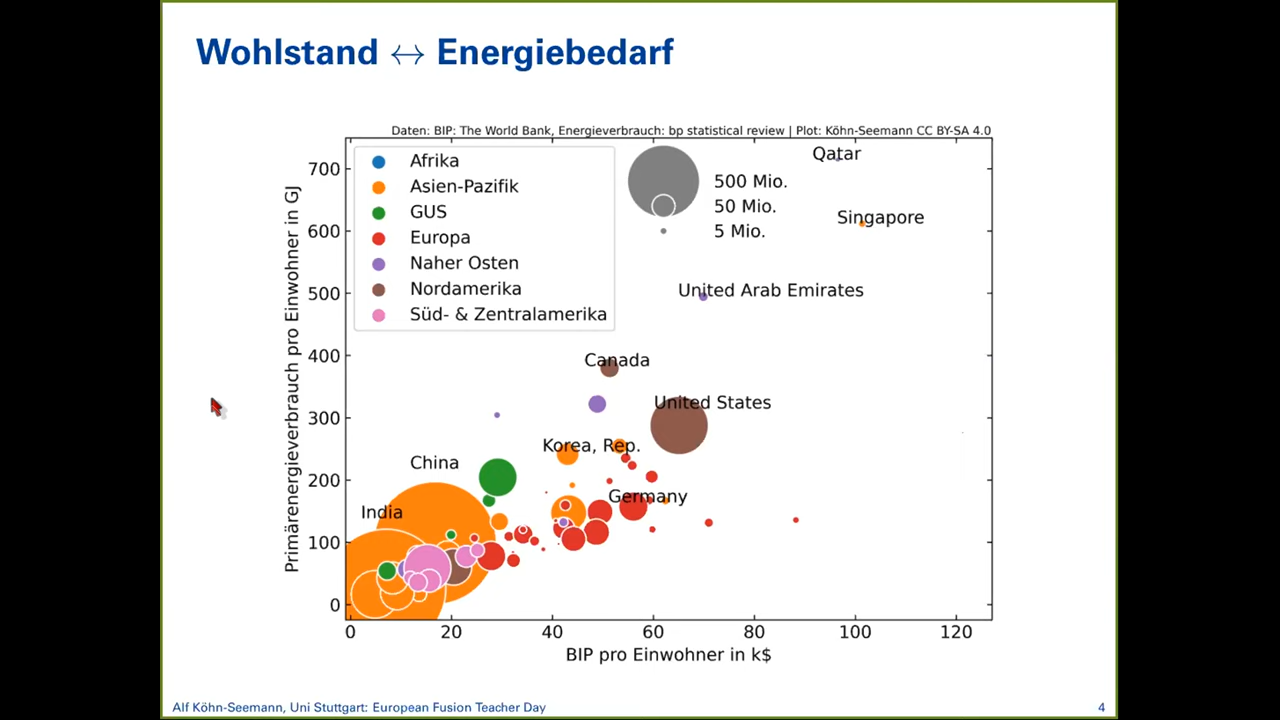 Wohlstand ↔ Energiebedarf
Daten: BIP: The World Bank, Energieverbrauch: bp statistical review | Plot: Köhn-Seemann CC BY-SA 4.0
Primärenergieverbrauch pro Einwohner in GJ
700
600
500
400
300
200
100
0
Afrika
Asien-Pazifik
GUS
Europa
Naher Osten
Nordamerika
Süd- & Zentralamerika
500 Mio.
50 Mio.
5 Mio.
Qatar
Singapore
United Arab Emirates
Canada
United States
Korea, Rep.
China
Germany
India
0 20 40 60 80 100 120
BIP pro Einwohner in k$
Alf Köhn-Seemann, Uni Stuttgart: European Fusion Teacher Day 4